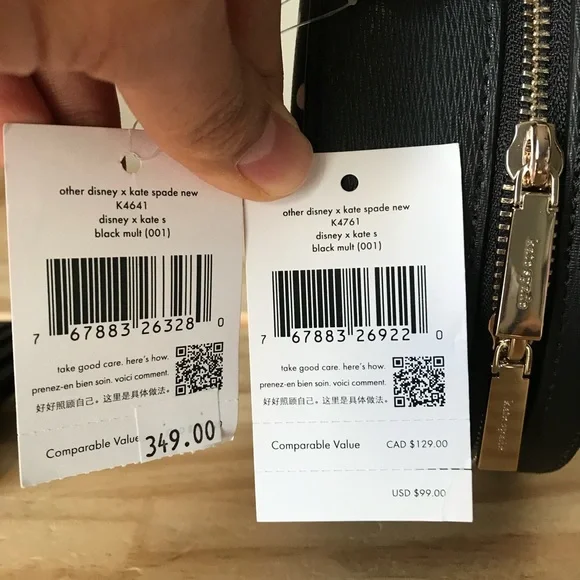 other disney x kate spade new
K4641
disney x kate s
black mult (001)
7 67883 26328 0
take good care. here's how.
prenez-en bien soin. voici comment.
好好照顾自己。这里是具体做法。
Comparable Value
349.00
other disney x kate spade new
K4761
disney x kate s
black mult (001)
7 67883 26922 0
take good care. here's how.
prenez-en bien soin. voici comment.
好好照顾自己。这里是具体做法。
Comparable Value CAD $129.00
USD $99.00
kate spade
kate spade